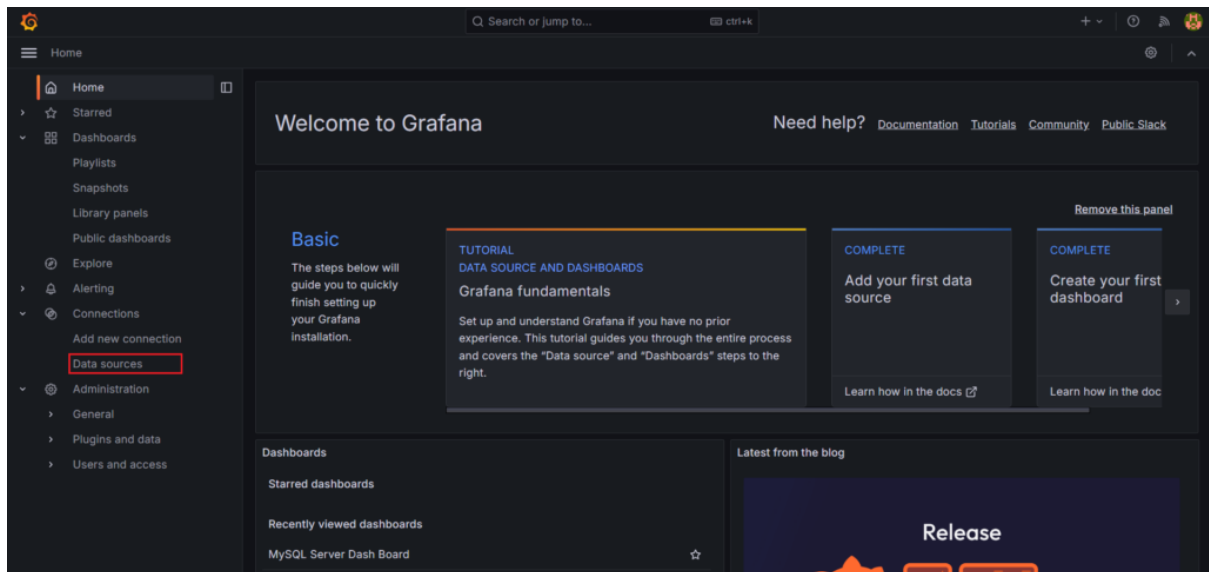 Search or jump to... ctrl+k
Home
Home
Starred
Dashboards
Playlists
Snapshots
Library panels
Public dashboards
Explore
Alerting
Connections
Add new connection
Data sources
Administration
General
Plugins and data
Users and access
Welcome to Grafana
Need help? Documentation Tutorials Community Public Slack
Remove this panel
Basic
The steps below will
guide you to quickly
finish setting up
your Grafana
installation.
TUTORIAL
DATA SOURCE AND DASHBOARDS
Grafana fundamentals
Set up and understand Grafana if you have no prior
experience. This tutorial guides you through the entire process
and covers the “Data source” and “Dashboards” steps to the
right.
COMPLETE
Add your first data
source
Learn how in the docs
COMPLETE
Create your first
dashboard
Learn how in the doc
Dashboards
Starred dashboards
Recently viewed dashboards
MySQL Server Dash Board
Latest from the blog
Release